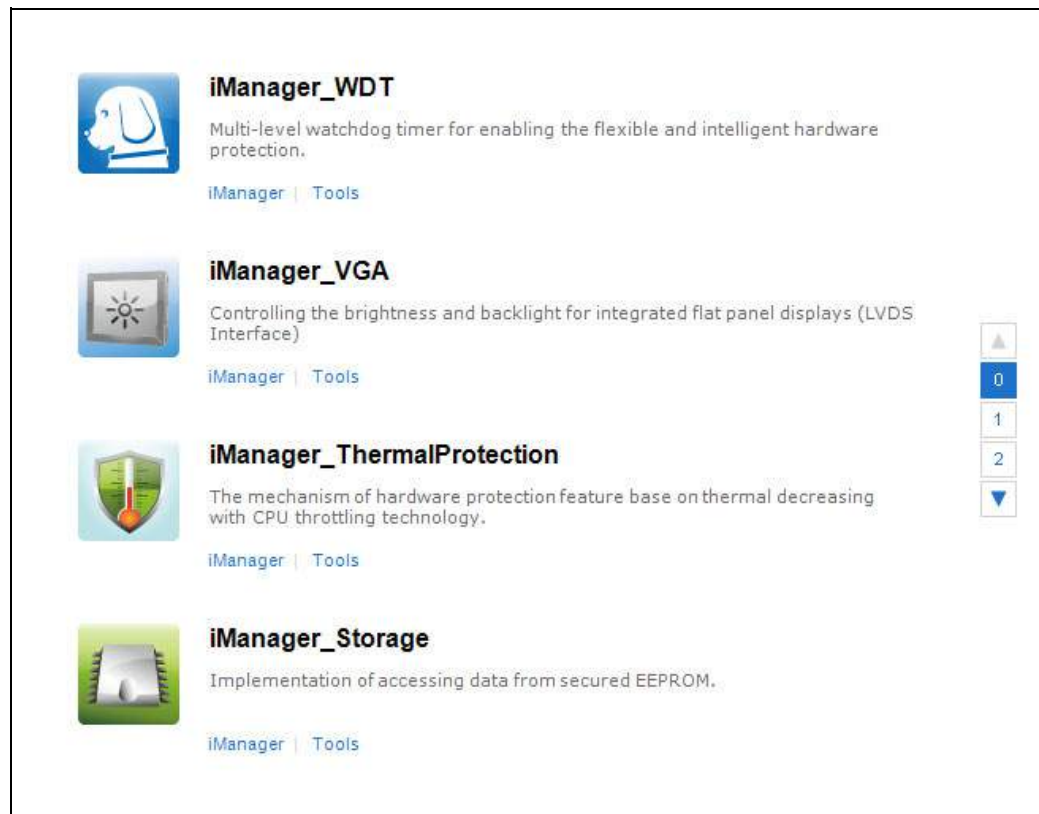 iManager_WDT
Multi-level watchdog timer for enabling the flexible and intelligent hardware
protection.
iManager | Tools
iManager_VGA
Controlling the brightness and backlight for integrated flat panel displays (LVDS
Interface)
iManager | Tools
iManager_ThermalProtection
The mechanism of hardware protection feature base on thermal decreasing
with CPU throttling technology.
iManager | Tools
iManager_Storage
Implementation of accessing data from secured EEPROM.
iManager | Tools
0
1
2